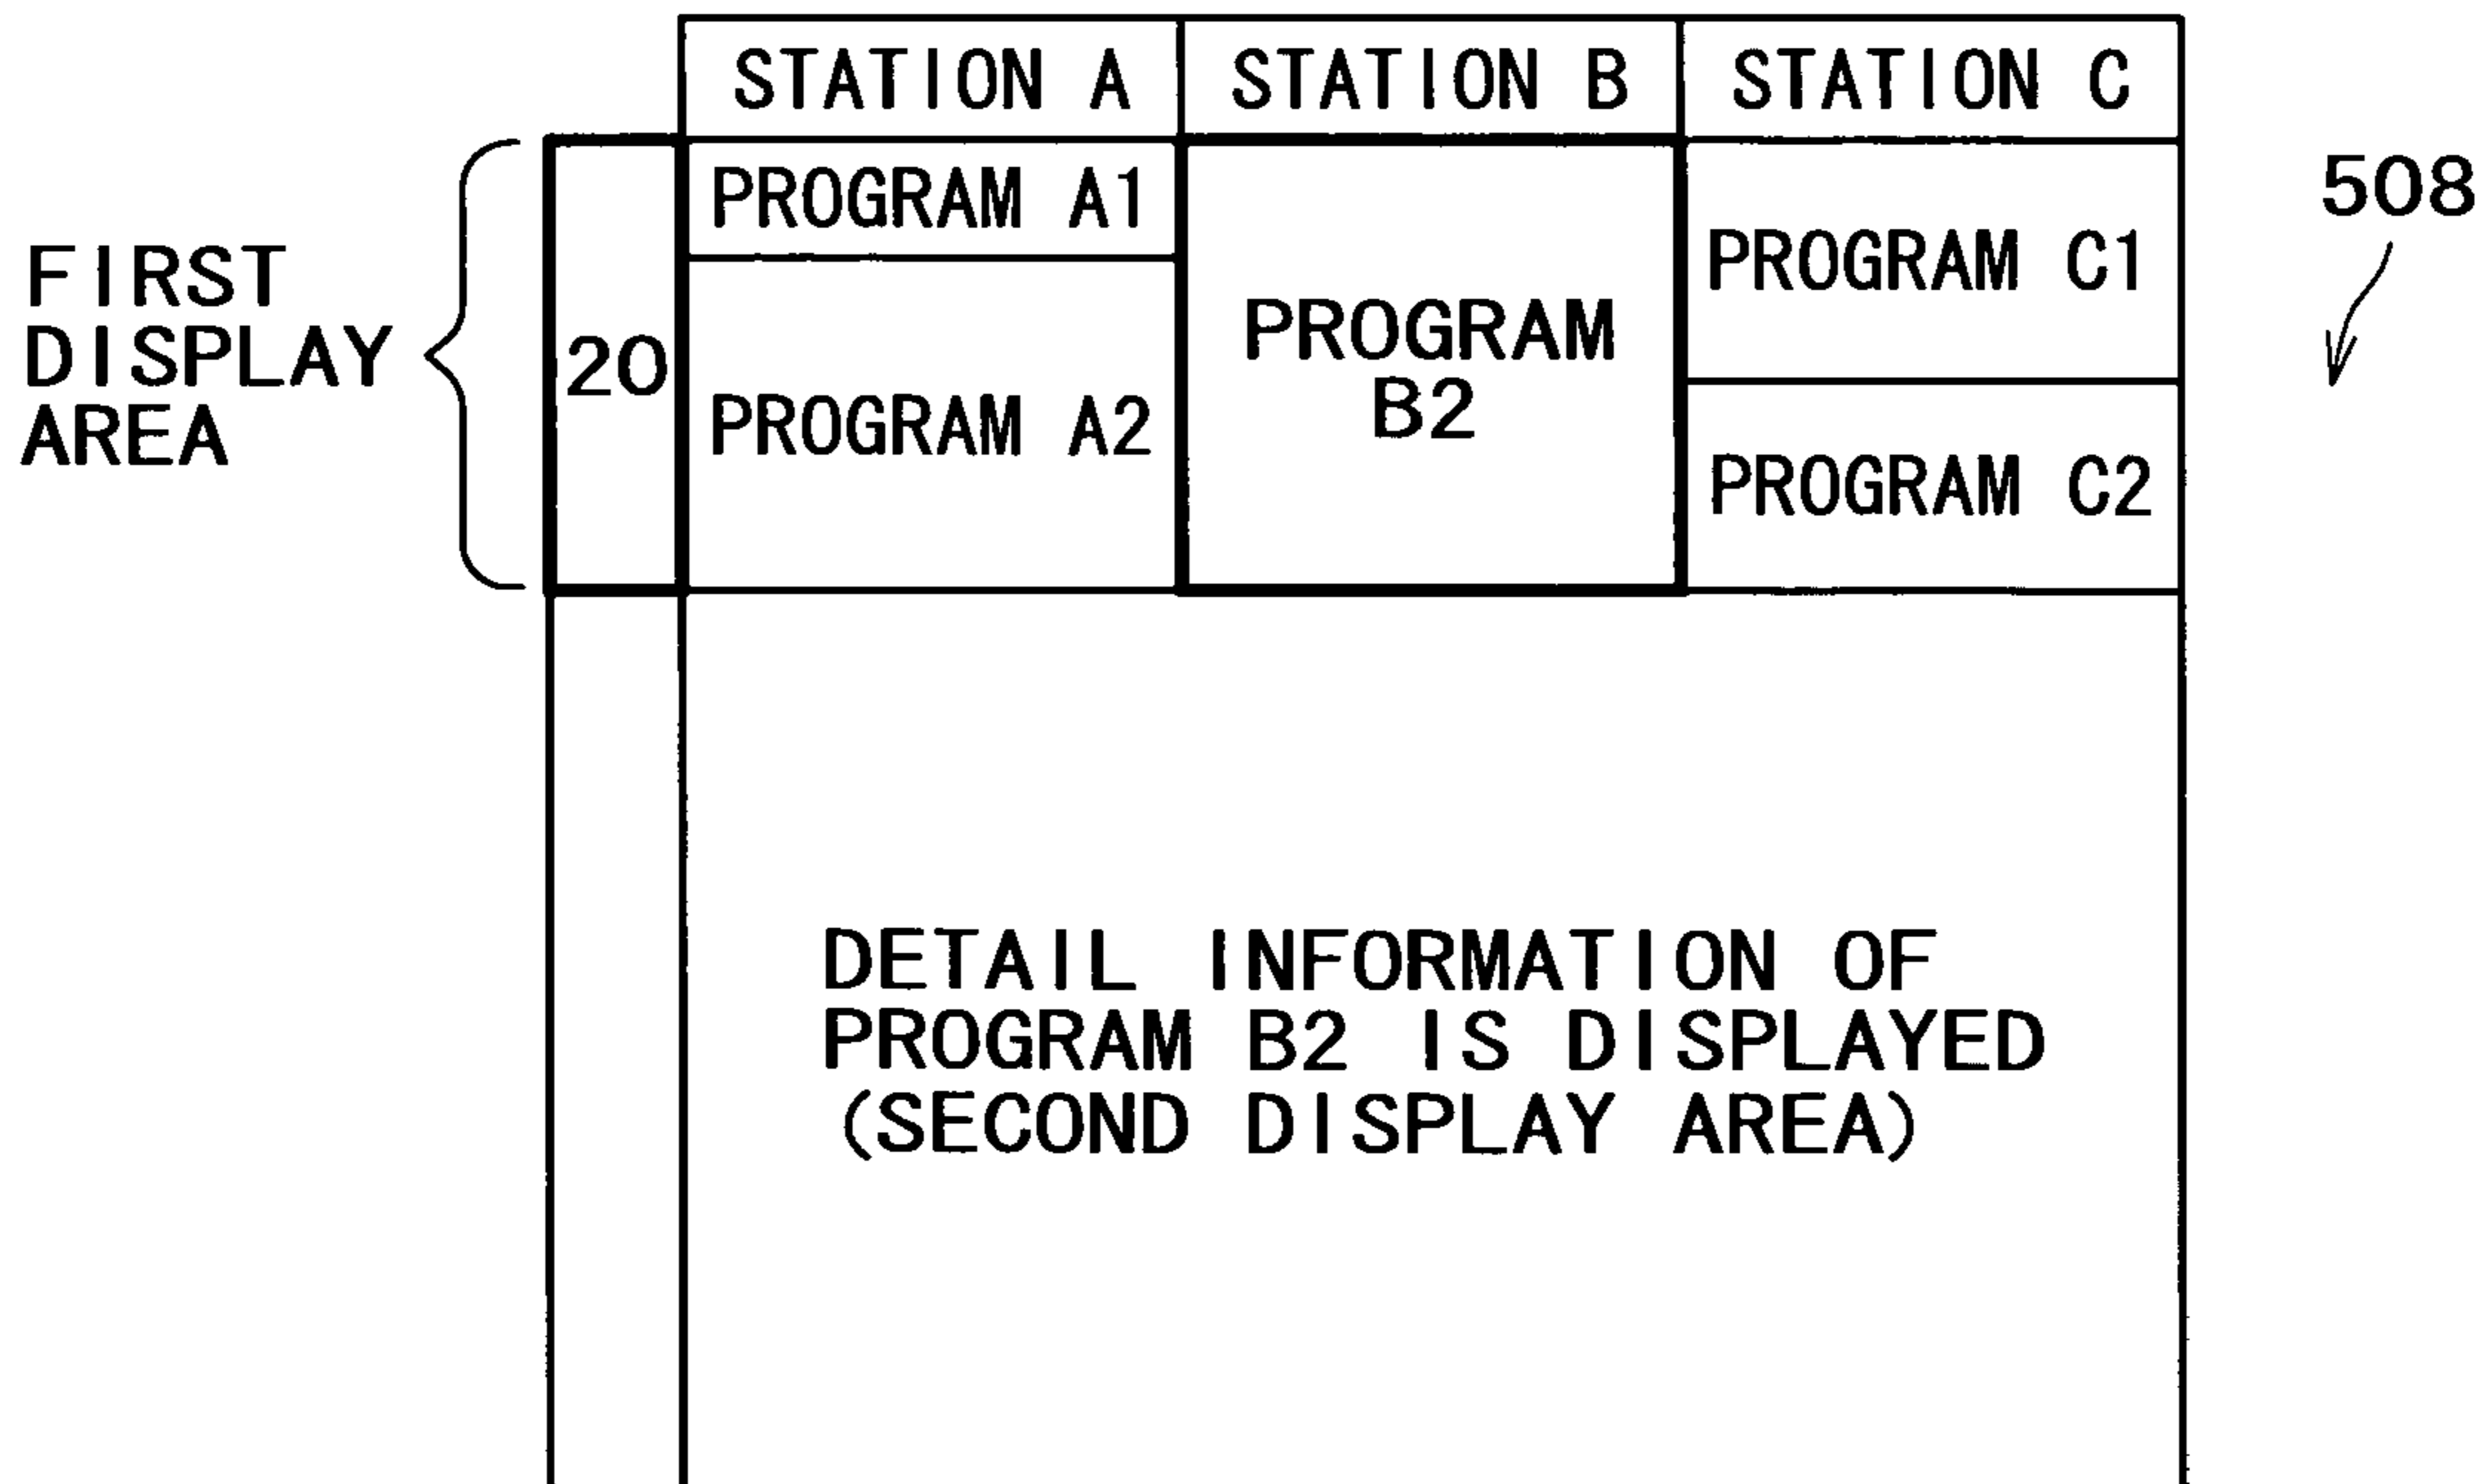 STATION A
STATION B
STATION C
508
FIRST
DISPLAY
AREA
20
PROGRAM A1
PROGRAM A2
PROGRAM
B2
PROGRAM C1
PROGRAM C2
DETAIL INFORMATION OF
PROGRAM B2 IS DISPLAYED
(SECOND DISPLAY AREA)